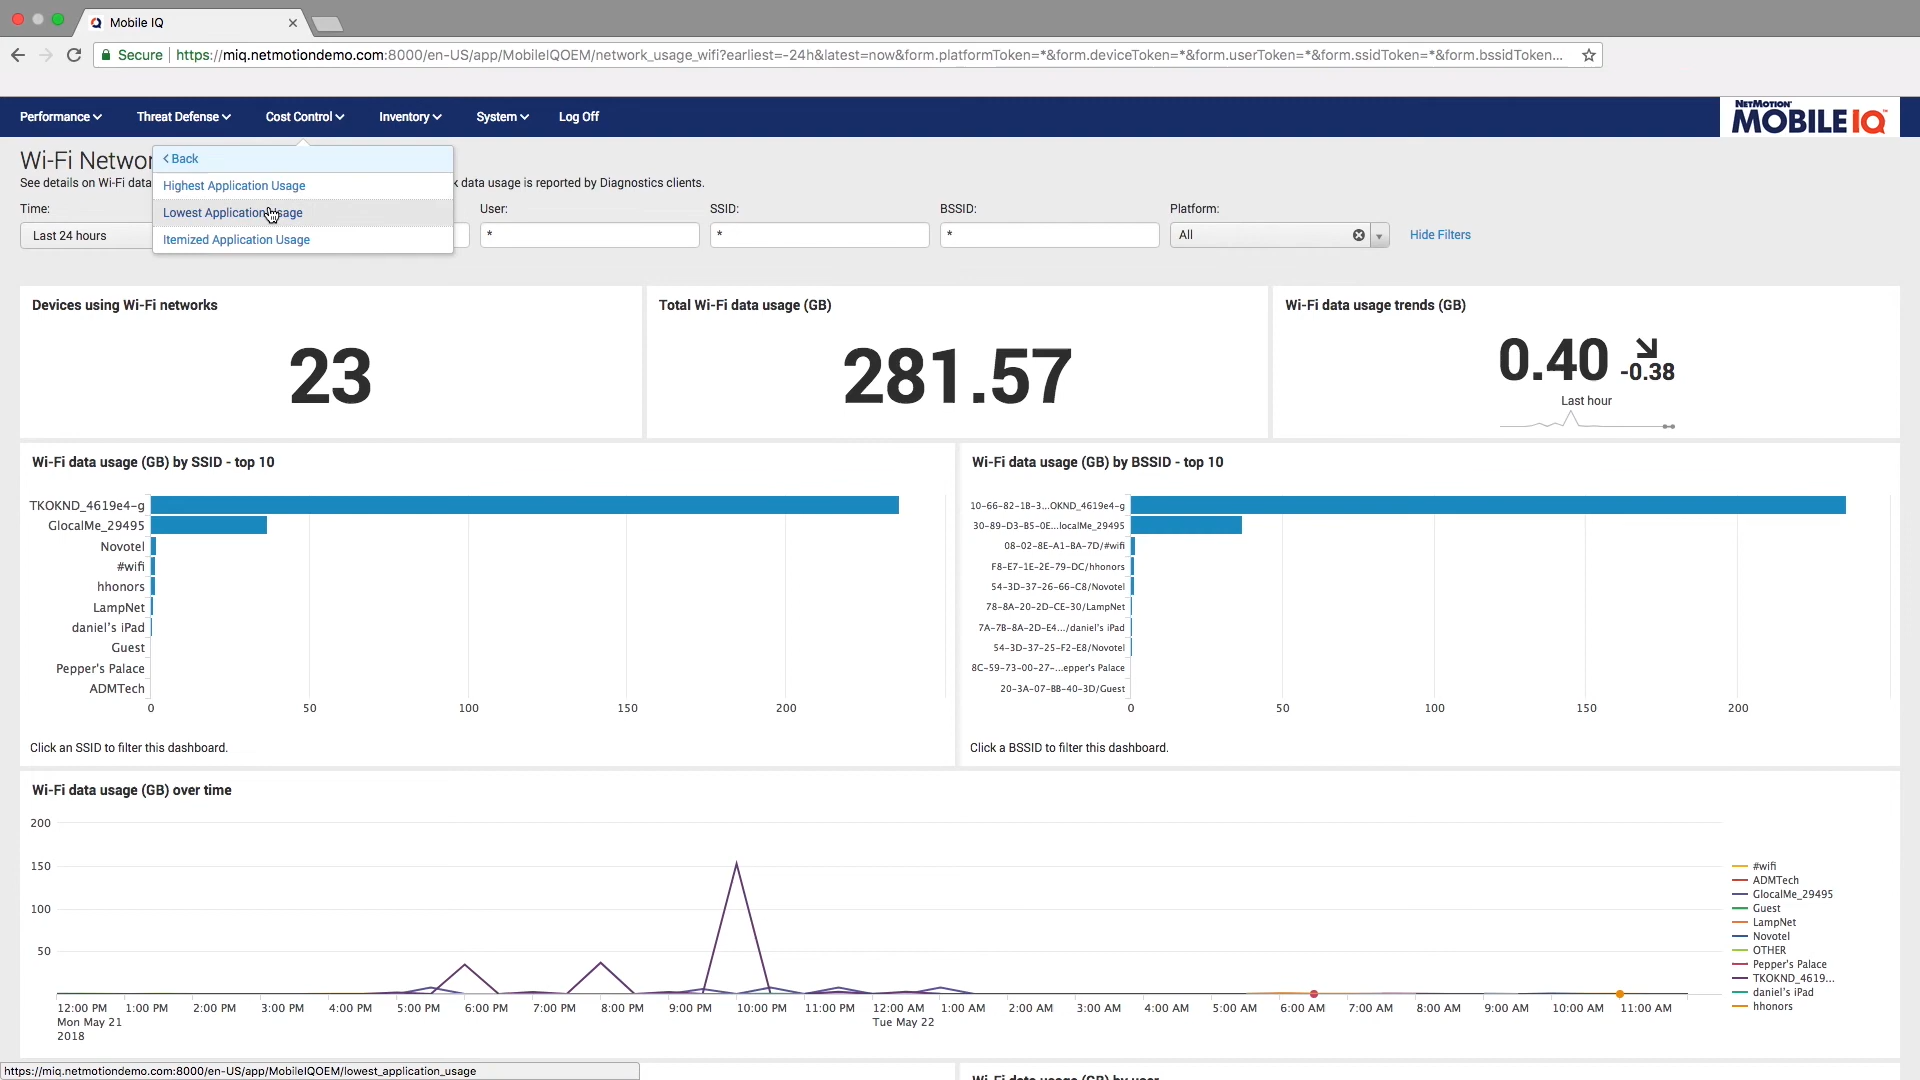 Mobile IQ
Secure
https://miq.netmotiondemo.com:8000/en-US/app/MobileIQOEM/network_usage_wifi?earliest=-24h&latest=now&form.platformToken=*&form.deviceToken=*&form.userToken=*&form.ssidToken=*&form.bssidToken...
Performance
Threat Defense
Cost Control
Inventory
System
Log Off
NETMOTION
MOBILE IQ
Wi-Fi Networ
< Back
See details on Wi-Fi data
k data usage is reported by Diagnostics clients.
Highest Application Usage
Lowest Application Usage
Itemized Application Usage
Time:
User:
SSID:
BSSID:
Platform:
Last 24 hours
*
*
*
All
Hide Filters
Devices using Wi-Fi networks
23
Total Wi-Fi data usage (GB)
281.57
Wi-Fi data usage trends (GB)
0.40
-0.38
Last hour
Wi-Fi data usage (GB) by SSID - top 10
TKOKND_4619e4-g
GlocalMe_29495
Novotel
#wifi
hhonors
LampNet
daniel's iPad
Guest
Pepper's Palace
ADMTech
0 50 100 150 200
Click an SSID to filter this dashboard.
Wi-Fi data usage (GB) by BSSID - top 10
10-66-82-1B-3...OKND_4619e4-g
30-89-D3-B5-0E...localMe_29495
08-02-8E-A1-BA-7D/#wifi
F8-E7-1E-2E-79-DC/hhonors
54-3D-37-26-66-C8/Novotel
78-8A-20-2D-CE-30/LampNet
7A-7B-8A-2D-E4.../daniel's iPad
54-3D-37-25-F2-E8/Novotel
8C-59-73-00-27-...epper's Palace
20-3A-07-BB-40-3D/Guest
0 50 100 150 200
Click a BSSID to filter this dashboard.
Wi-Fi data usage (GB) over time
200
150
100
50
12:00 PM 1:00 PM 2:00 PM 3:00 PM 4:00 PM 5:00 PM 6:00 PM 7:00 PM 8:00 PM 9:00 PM 10:00 PM 11:00 PM 12:00 AM 1:00 AM 2:00 AM 3:00 AM 4:00 AM 5:00 AM 6:00 AM 7:00 AM 8:00 AM 9:00 AM 10:00 AM 11:00 AM
Mon May 21
Tue May 22
2018
#wifi
ADMTech
GlocalMe_29495
Guest
LampNet
Novotel
OTHER
Pepper's Palace
TKOKND_4619...
daniel's iPad
hhonors
https://miq.netmotiondemo.com:8000/en-US/app/MobileIQOEM/lowest_application_usage
Wi-Fi data usage (GB) by user